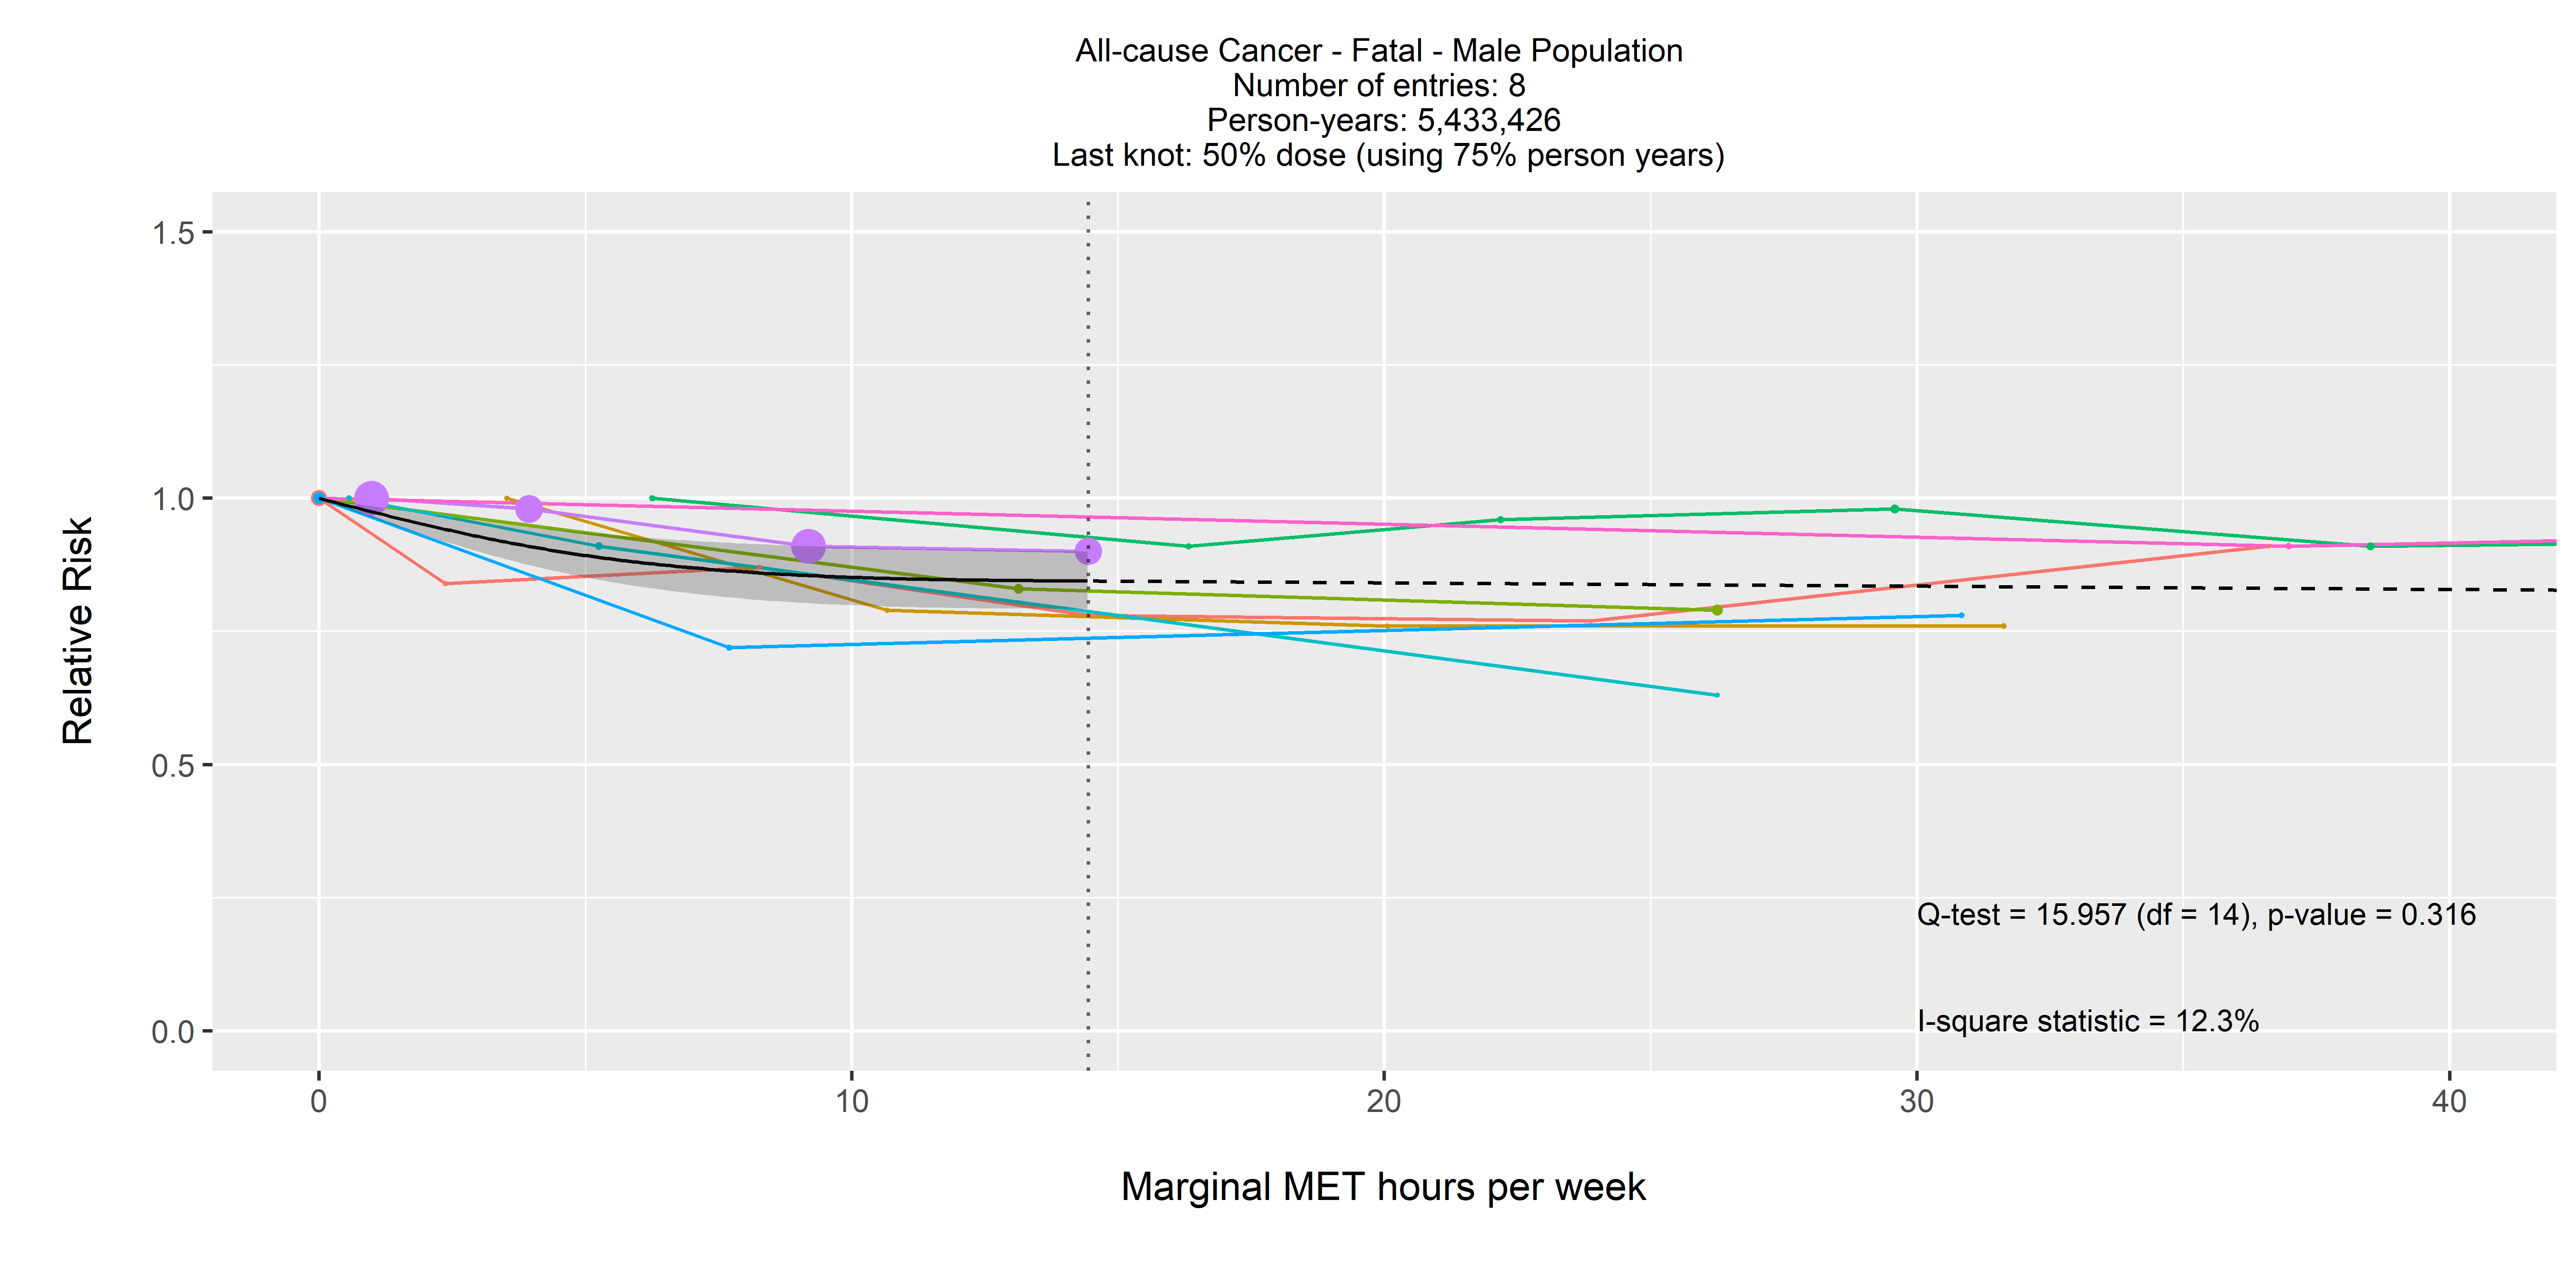 All-cause Cancer - Fatal - Male Population
Number of entries: 8
Person-years: 5,433,426
Last knot: 50% dose (using 75% person years)
1.5
1.0
0.5
0.0
Relative Risk
Q-test = 15.957 (df = 14), p-value = 0.316
I-square statistic = 12.3%
0 10 20 30 40
Marginal MET hours per week